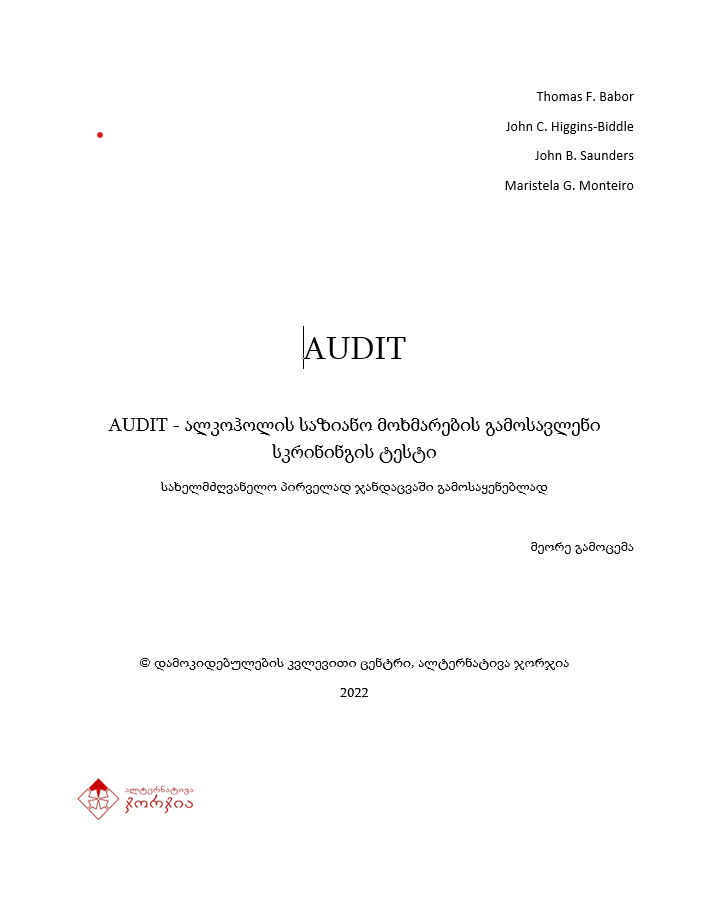 Thomas F. Babor
John C. Higgins-Biddle
John B. Saunders
Maristela G. Monteiro
AUDIT
AUDIT - ალკოჰოლის საზიანო მოხმარების გამოსავლენი
სკრინინგის ტესტი
სახელმძღვანელო პირველად ჯანდაცვაში გამოსაყენებლად
მეორე გამოცემა
© დამოკიდებულების კვლევითი ცენტრი, ალტერნატივა ჯორჯია
2022
ალტერნატივა
ჯორჯია